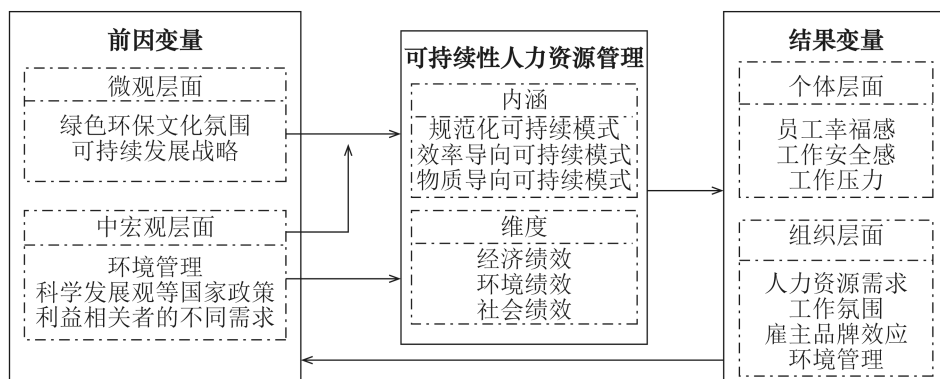 前因变量
微观层面
绿色环保文化氛围
可持续发展战略
中宏观层面
环境管理
科学发展观等国家政策
利益相关者的不同需求
可持续性人力资源管理
内涵
规范化可持续模式
效率导向可持续模式
物质导向可持续模式
维度
经济绩效
环境绩效
社会绩效
结果变量
个体层面
员工幸福感
工作安全感
工作压力
组织层面
人力资源需求
工作氛围
雇主品牌效应
环境管理